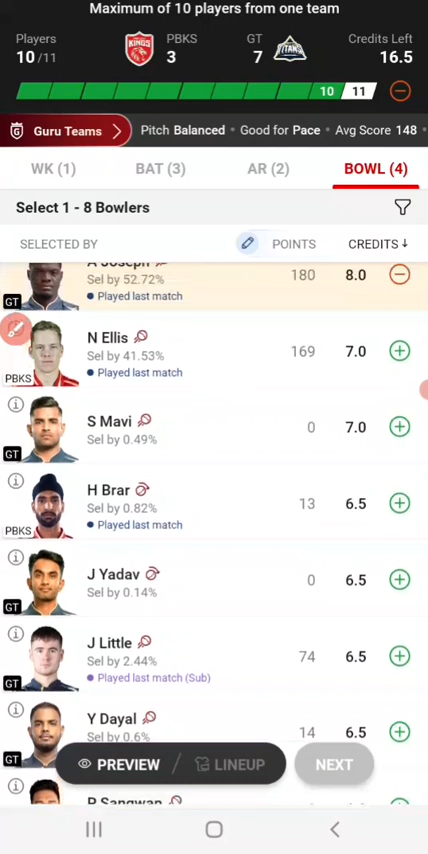 Maximum of 10 players from one team
Players
10/11
KINGS
PBKS
3
GT
7
TITANS
Credits Left
16.5
10 11
Guru Teams
Pitch Balanced • Good for Pace • Avg Score 148 •
WK (1) BAT (3) AR (2) BOWL (4)
Select 1 - 8 Bowlers
SELECTED BY POINTS CREDITS↓
A Joseph
Sel by 52.72%
Played last match
180 8.0
GT
N Ellis
Sel by 41.53%
Played last match
169 7.0
PBKS
S Mavi
Sel by 0.49%
0 7.0
GT
H Brar
Sel by 0.82%
Played last match
13 6.5
PBKS
J Yadav
Sel by 0.14%
0 6.5
GT
J Little
Sel by 2.44%
Played last match (Sub)
74 6.5
GT
Y Dayal
Sel by 0.6%
14 6.5
GT
PREVIEW / LINEUP NEXT
P Sangwan